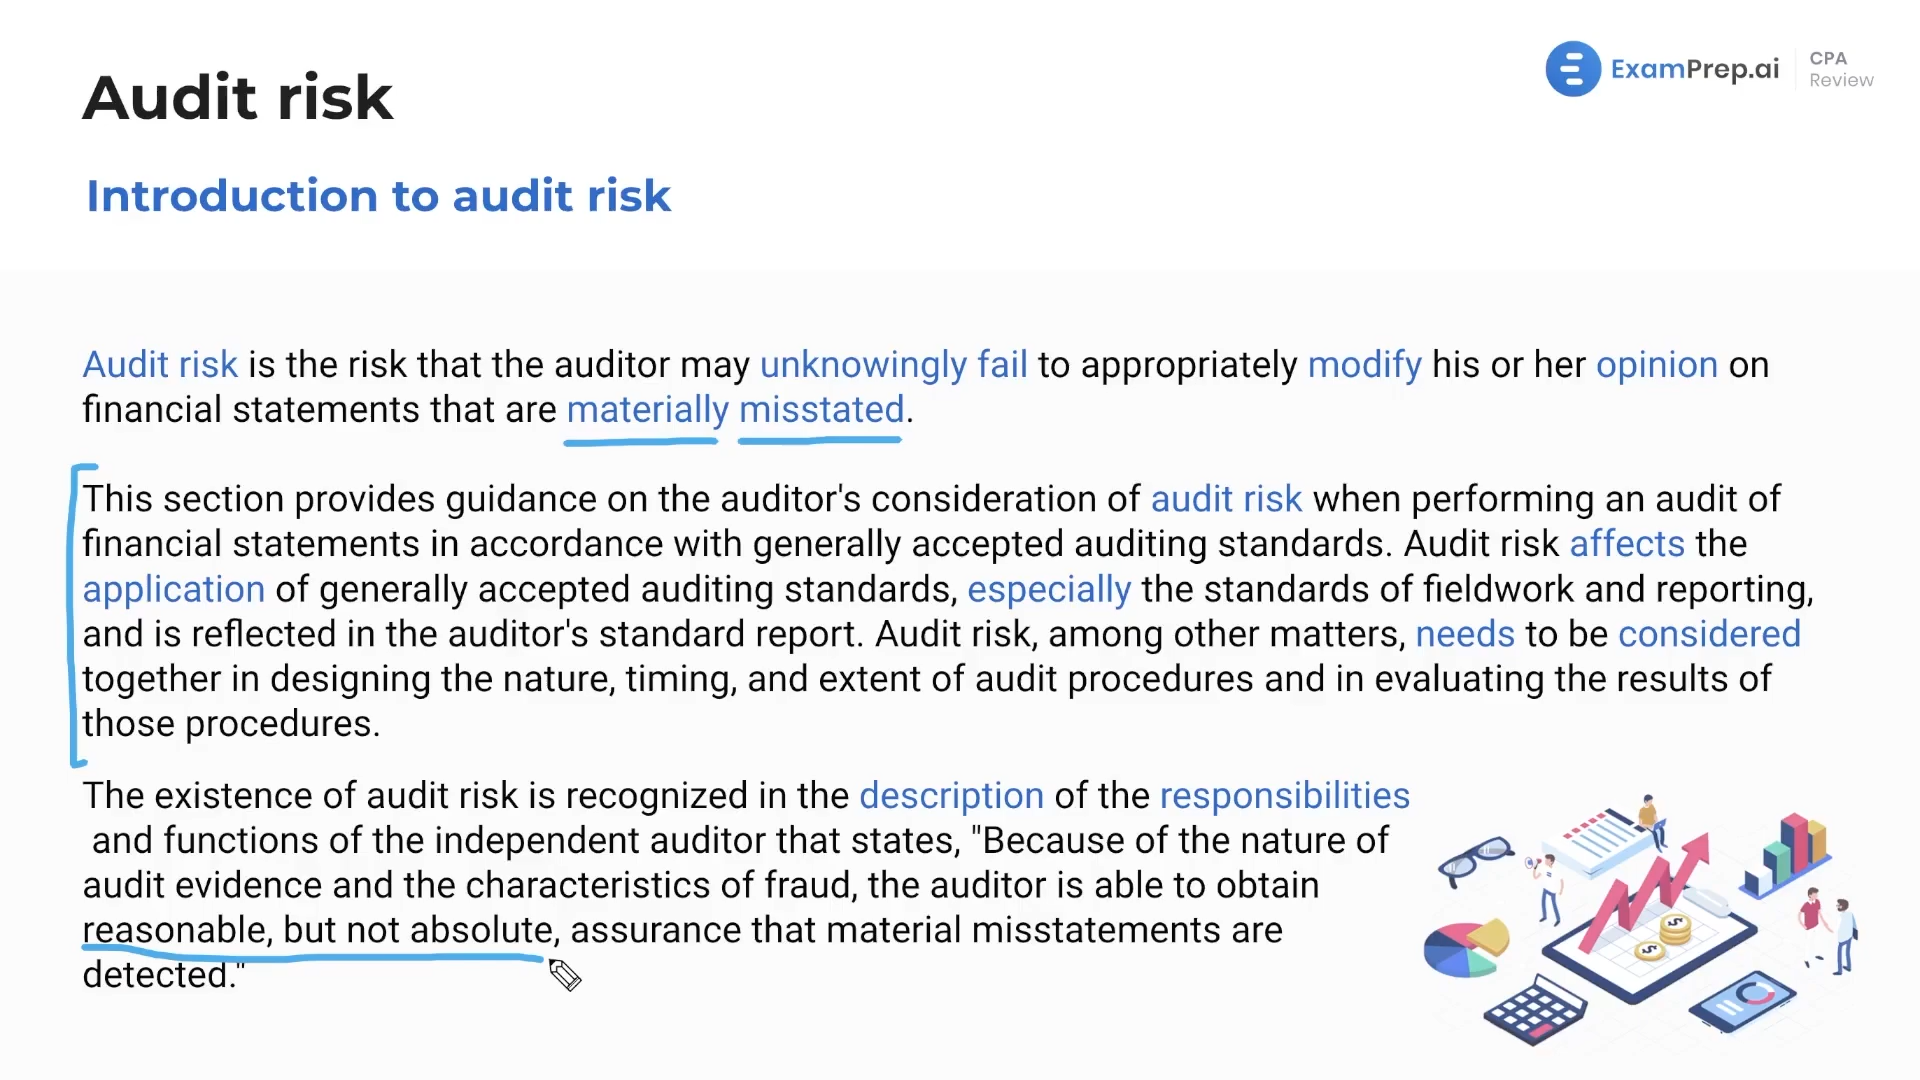 Audit risk
ExamPrep.ai
CPA
Review
Introduction to audit risk
Audit risk is the risk that the auditor may unknowingly fail to appropriately modify his or her opinion on
financial statements that are materially misstated.
This section provides guidance on the auditor's consideration of audit risk when performing an audit of
financial statements in accordance with generally accepted auditing standards. Audit risk affects the
application of generally accepted auditing standards, especially the standards of fieldwork and reporting,
and is reflected in the auditor's standard report. Audit risk, among other matters, needs to be considered
together in designing the nature, timing, and extent of audit procedures and in evaluating the results of
those procedures.
The existence of audit risk is recognized in the description of the responsibilities
and functions of the independent auditor that states, "Because of the nature of
audit evidence and the characteristics of fraud, the auditor is able to obtain
reasonable, but not absolute, assurance that material misstatements are
detected."
$
$